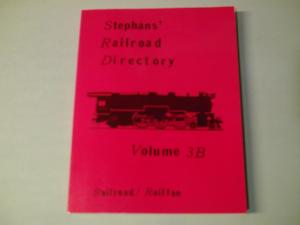 Stephans'
Railroad
Directory
Volume 3B
Railroad/ Railfan